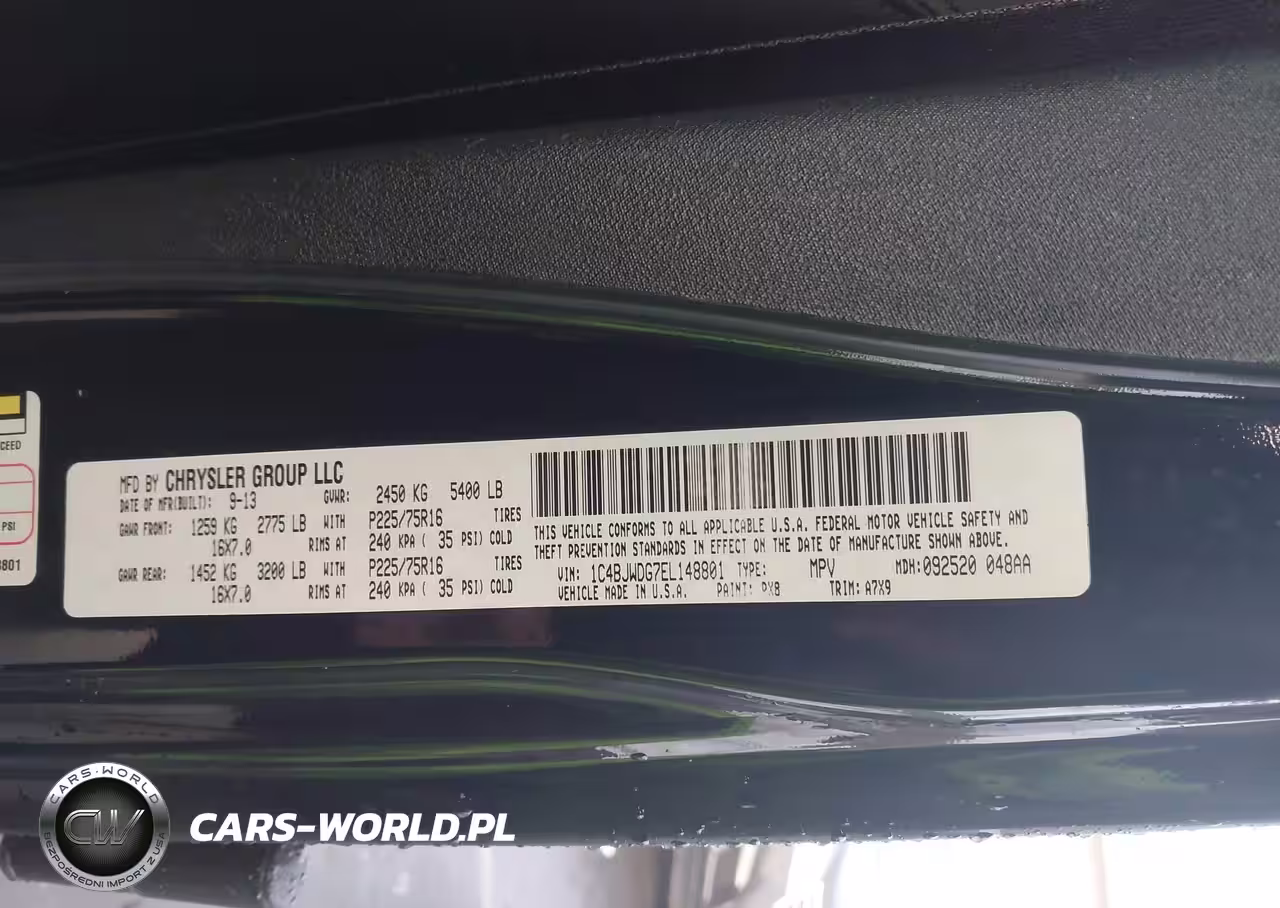 CEED
PSI
8801
MFD BY CHRYSLER GROUP LLC
DATE OF MFR(BUILT): 9-13 GVWR: 2450 KG 5400 LB
GAWR FRONT: 1259 KG 2775 LB WITH P225/75R16 TIRES
16X7.0 RIMS AT 240 KPA ( 35 PSI) COLD
GAWR REAR: 1452 KG 3200 LB WITH P225/75R16 TIRES
16X7.0 RIMS AT 240 KPA ( 35 PSI) COLD
THIS VEHICLE CONFORMS TO ALL APPLICABLE U.S.A. FEDERAL MOTOR VEHICLE SAFETY AND
THEFT PREVENTION STANDARDS IN EFFECT ON THE DATE OF MANUFACTURE SHOWN ABOVE.
VIN: 1C4BJWDG7EL148801 TYPE: MPV MDH:092520 048AA
VEHICLE MADE IN U.S.A. PAINT: PX8 TRIM: A7X9
CARS-WORLD
CW
BEZPOŚREDNI IMPORT Z USA
CARS-WORLD.PL